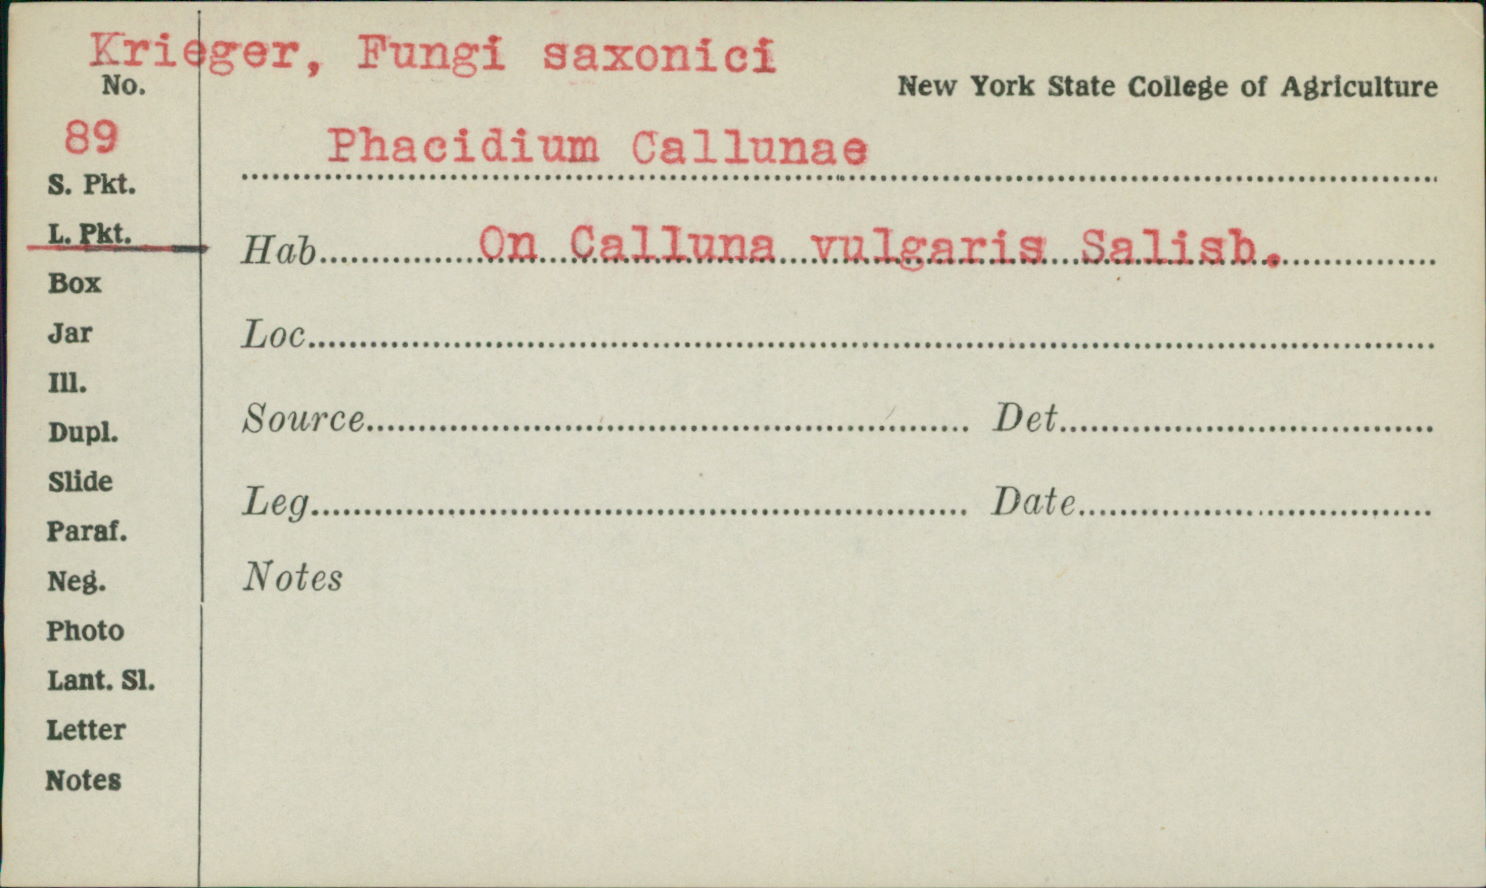 Krieger, Fungi saxonici
No.
New York State College of Agriculture
89
Phacidium Callunae
S. Pkt.
L. Pkt.
Hab. On Calluna vulgaris Salisb.
Box
Jar
Loc.
Ill.
Dupl.
Source Det.
Slide
Leg. Date
Paraf.
Neg.
Notes
Photo
Lant. Sl.
Letter
Notes